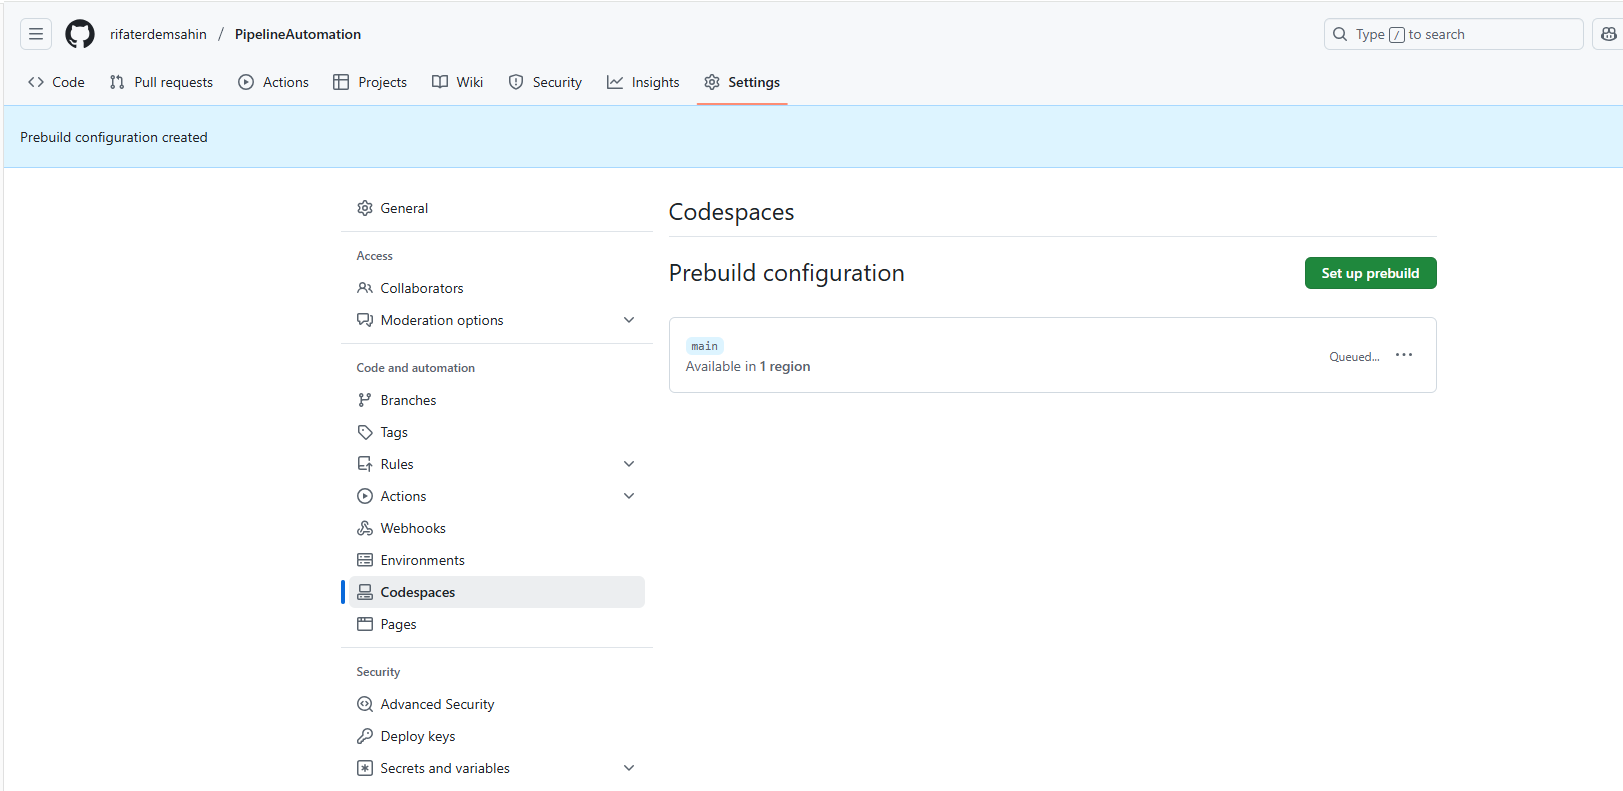 rifaterdemsahin / PipelineAutomation
Type / to search
Code Pull requests Actions Projects Wiki Security Insights Settings
Prebuild configuration created
General
Access
Collaborators
Moderation options
Code and automation
Branches
Tags
Rules
Actions
Webhooks
Environments
Codespaces
Pages
Security
Advanced Security
Deploy keys
Secrets and variables
Codespaces
Prebuild configuration
Set up prebuild
main
Available in 1 region
Queued...